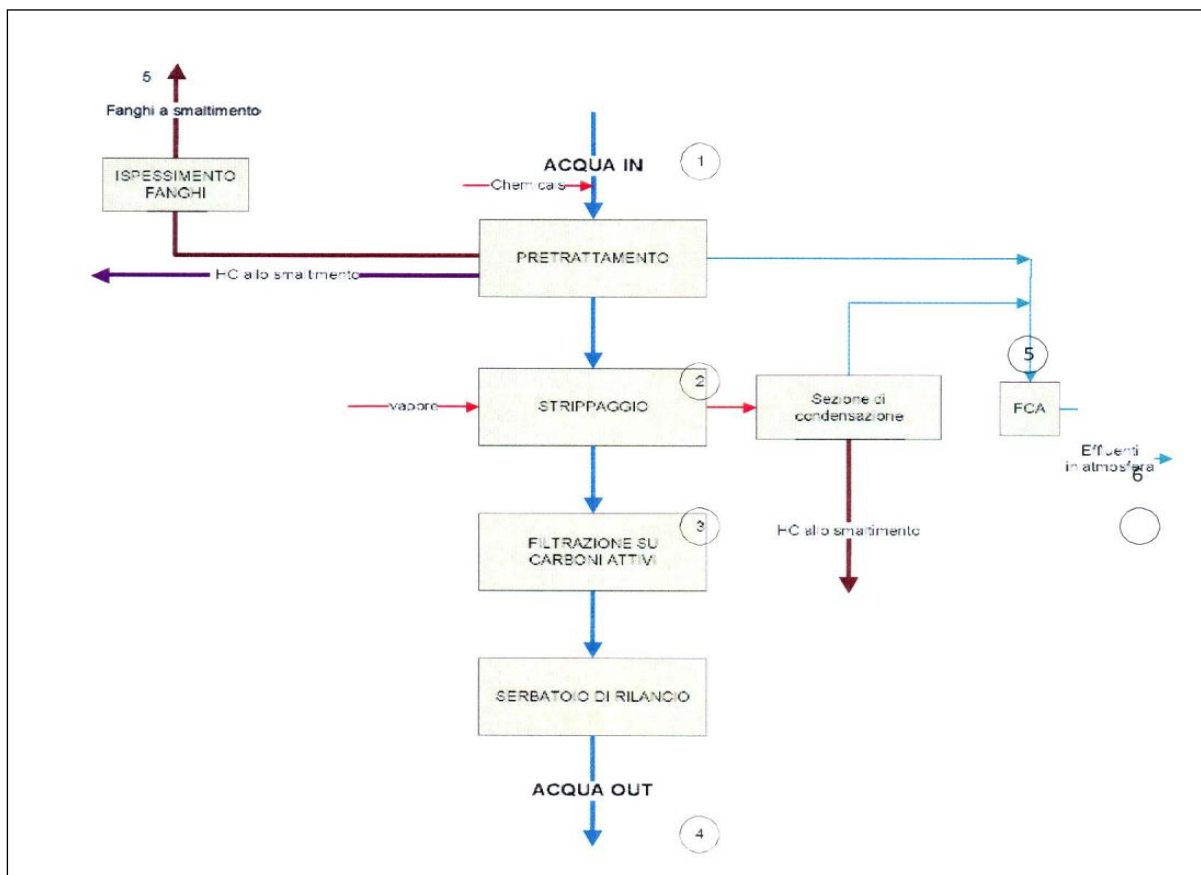 5
Fanghi a smaltimento
ISPESSIMENTO
FANGHI
ACQUA IN
1
Chemicals
PRETRATTAMENTO
HC allo smaltimento
5
2
vapore
STRIPPAGGIO
Sezione di
condensazione
FCA
Effluenti
in atmosfera
6
3
FILTRAZIONE SU
CARBONI ATTIVI
HC allo smaltimento
SERBATOIO DI RILANCIO
ACQUA OUT
4